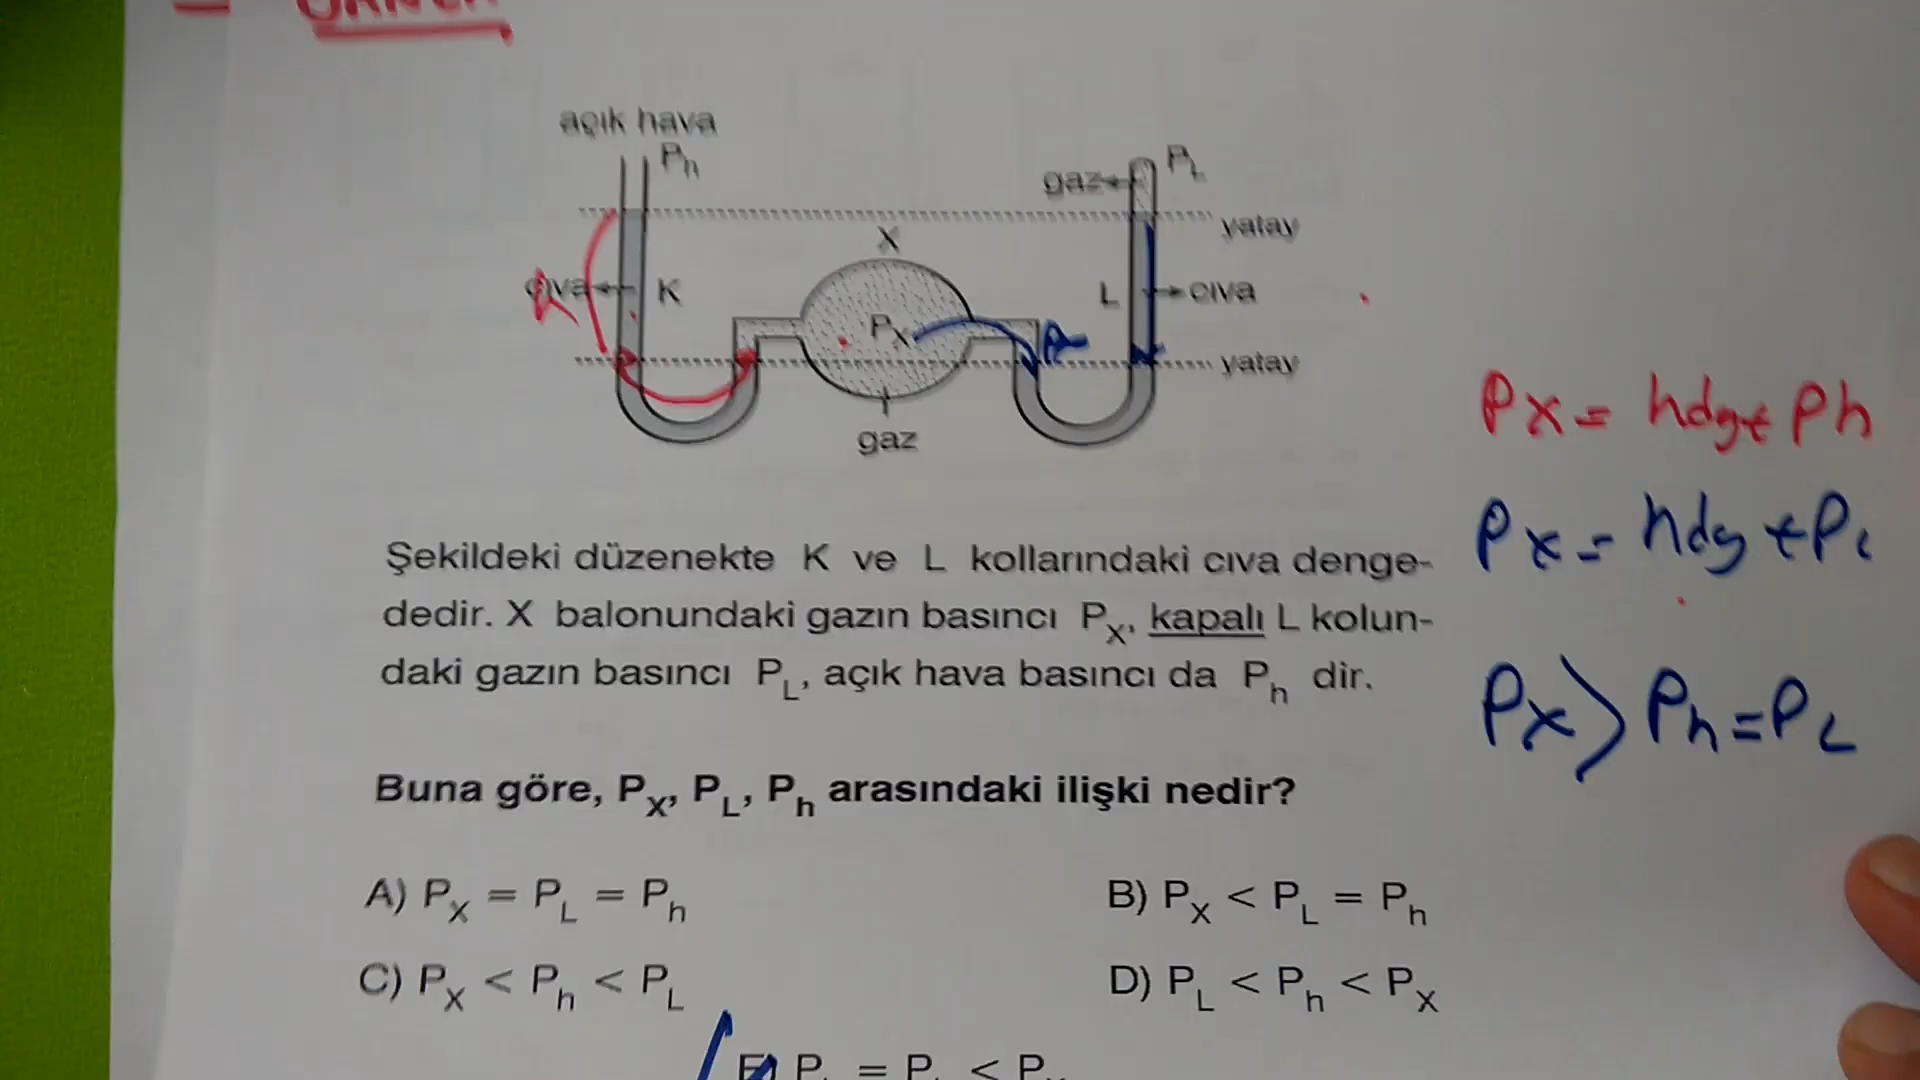 ÖRNEK
açık hava
Ph
gaz
PL
yatay
X
cıva
K
PX
L
cıva
yatay
gaz
Px = hdg + Ph
Px = hdg + PL
Px > Ph = PL
Şekildeki düzenekte K ve L kollarındaki cıva denge-
dedir. X balonundaki gazın basıncı PX, kapalı L kolun-
daki gazın basıncı PL, açık hava basıncı da Ph dir.
Buna göre, PX, PL, Ph arasındaki ilişki nedir?
A) PX = PL = Ph
B) PX < PL = Ph
C) PX < Ph < PL
D) PL < Ph < PX